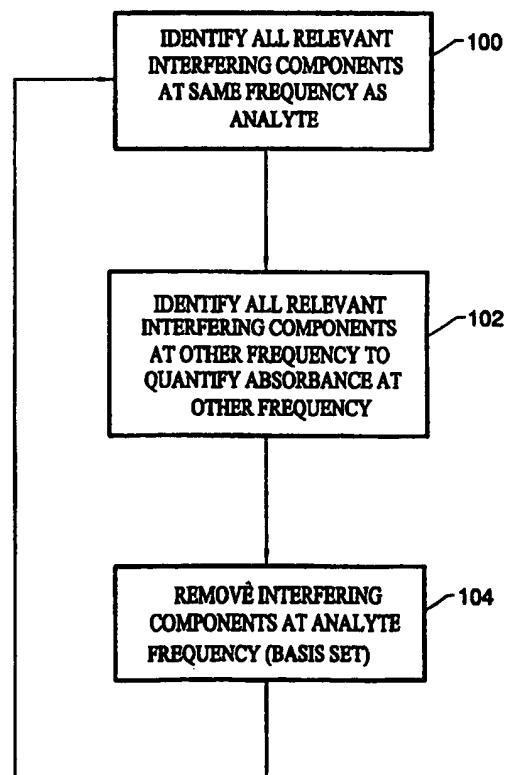 IDENTIFY ALL RELEVANT
INTERFERING COMPONENTS
AT SAME FREQUENCY AS
ANALYTE
100
IDENTIFY ALL RELEVANT
INTERFERING COMPONENTS
AT OTHER FREQUENCY TO
QUANTIFY ABSORBANCE AT
OTHER FREQUENCY
102
REMOVE INTERFERING
COMPONENTS AT ANALYTE
FREQUENCY (BASIS SET)
104